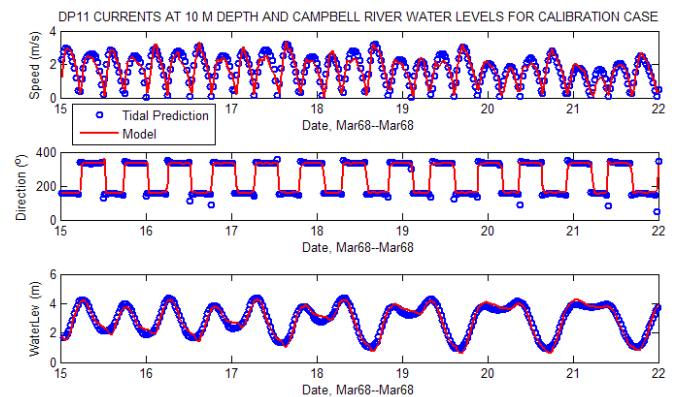 DP11 CURRENTS AT 10 M DEPTH AND CAMPBELL RIVER WATER LEVELS FOR CALIBRATION CASE
Speed (m/s)
4
2
0
15 16 17 18 19 20 21 22
Date, Mar68--Mar68
Tidal Prediction
Model
Direction (º)
400
200
0
15 16 17 18 19 20 21 22
Date, Mar68--Mar68
WaterLev (m)
6
4
2
0
15 16 17 18 19 20 21 22
Date, Mar68--Mar68